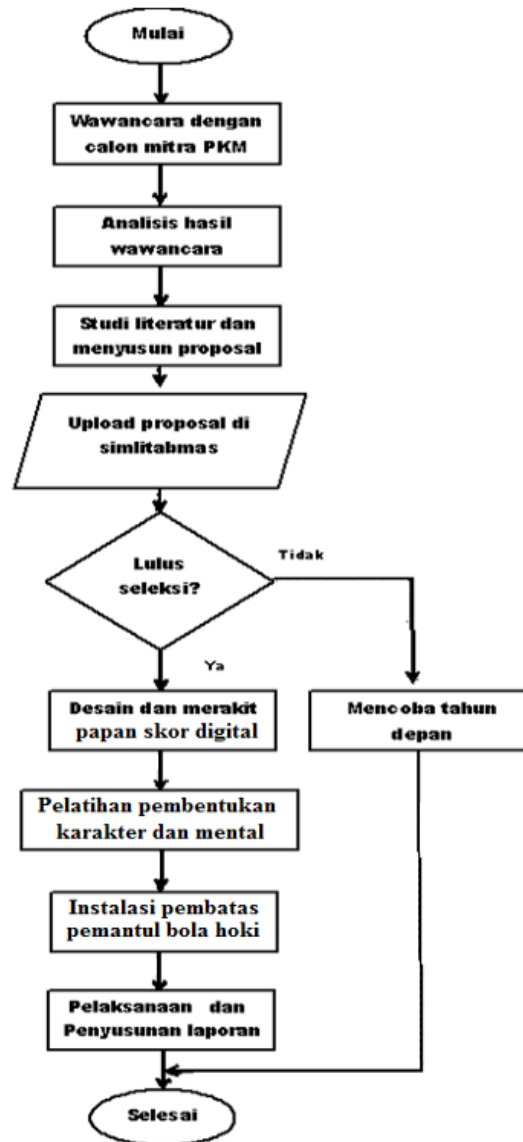 Mulai
Wawancara dengan
calon mitra PKM
Analisis hasil
wawancara
Studi literatur dan
menyusun proposal
Upload proposal di
simlitabmas
Lulus
seleksi?
Tidak
Ya
Desain dan merakit
papan skor digital
Mencoba tahun
depan
Pelatihan pembentukan
karakter dan mental
Instalasi pembatas
pemantul bola hoki
Pelaksanaan dan
Penyusunan laporan
Selesai